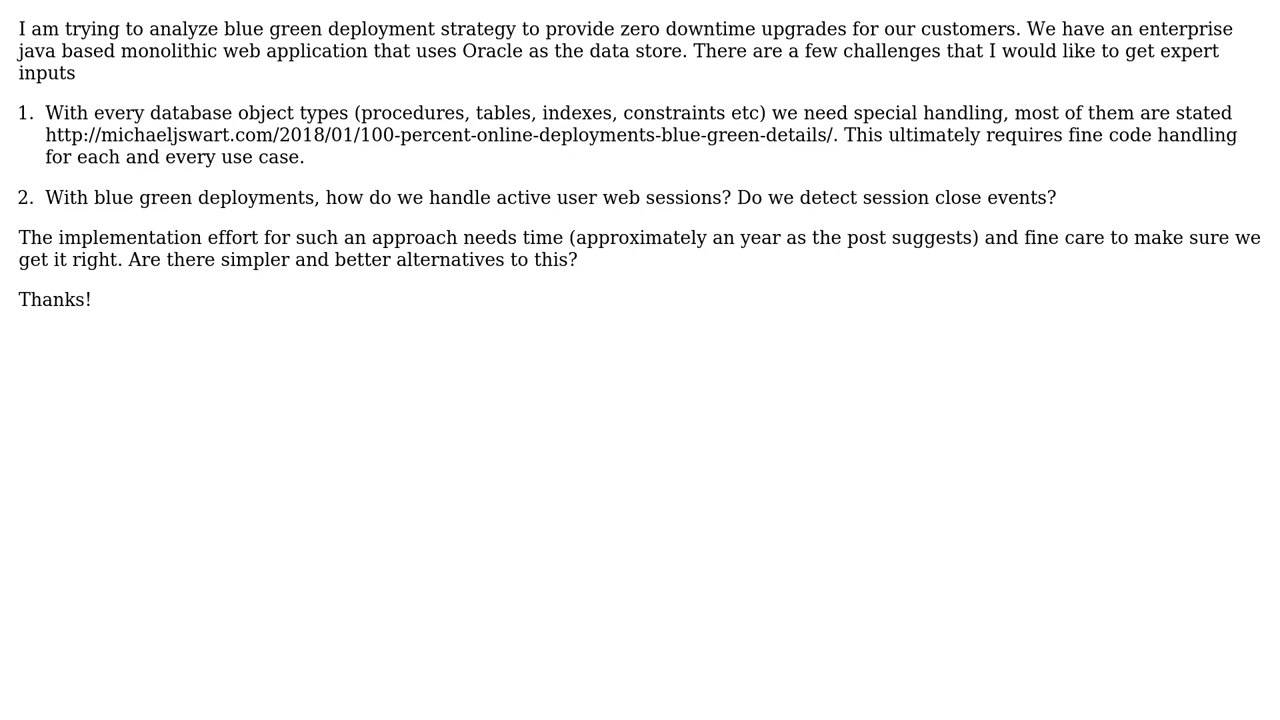 I am trying to analyze blue green deployment strategy to provide zero downtime upgrades for our customers. We have an enterprise
java based monolithic web application that uses Oracle as the data store. There are a few challenges that I would like to get expert
inputs
1. With every database object types (procedures, tables, indexes, constraints etc) we need special handling, most of them are stated
http://michaeljswart.com/2018/01/100-percent-online-deployments-blue-green-details/. This ultimately requires fine code handling
for each and every use case.
2. With blue green deployments, how do we handle active user web sessions? Do we detect session close events?
The implementation effort for such an approach needs time (approximately an year as the post suggests) and fine care to make sure we
get it right. Are there simpler and better alternatives to this?
Thanks!